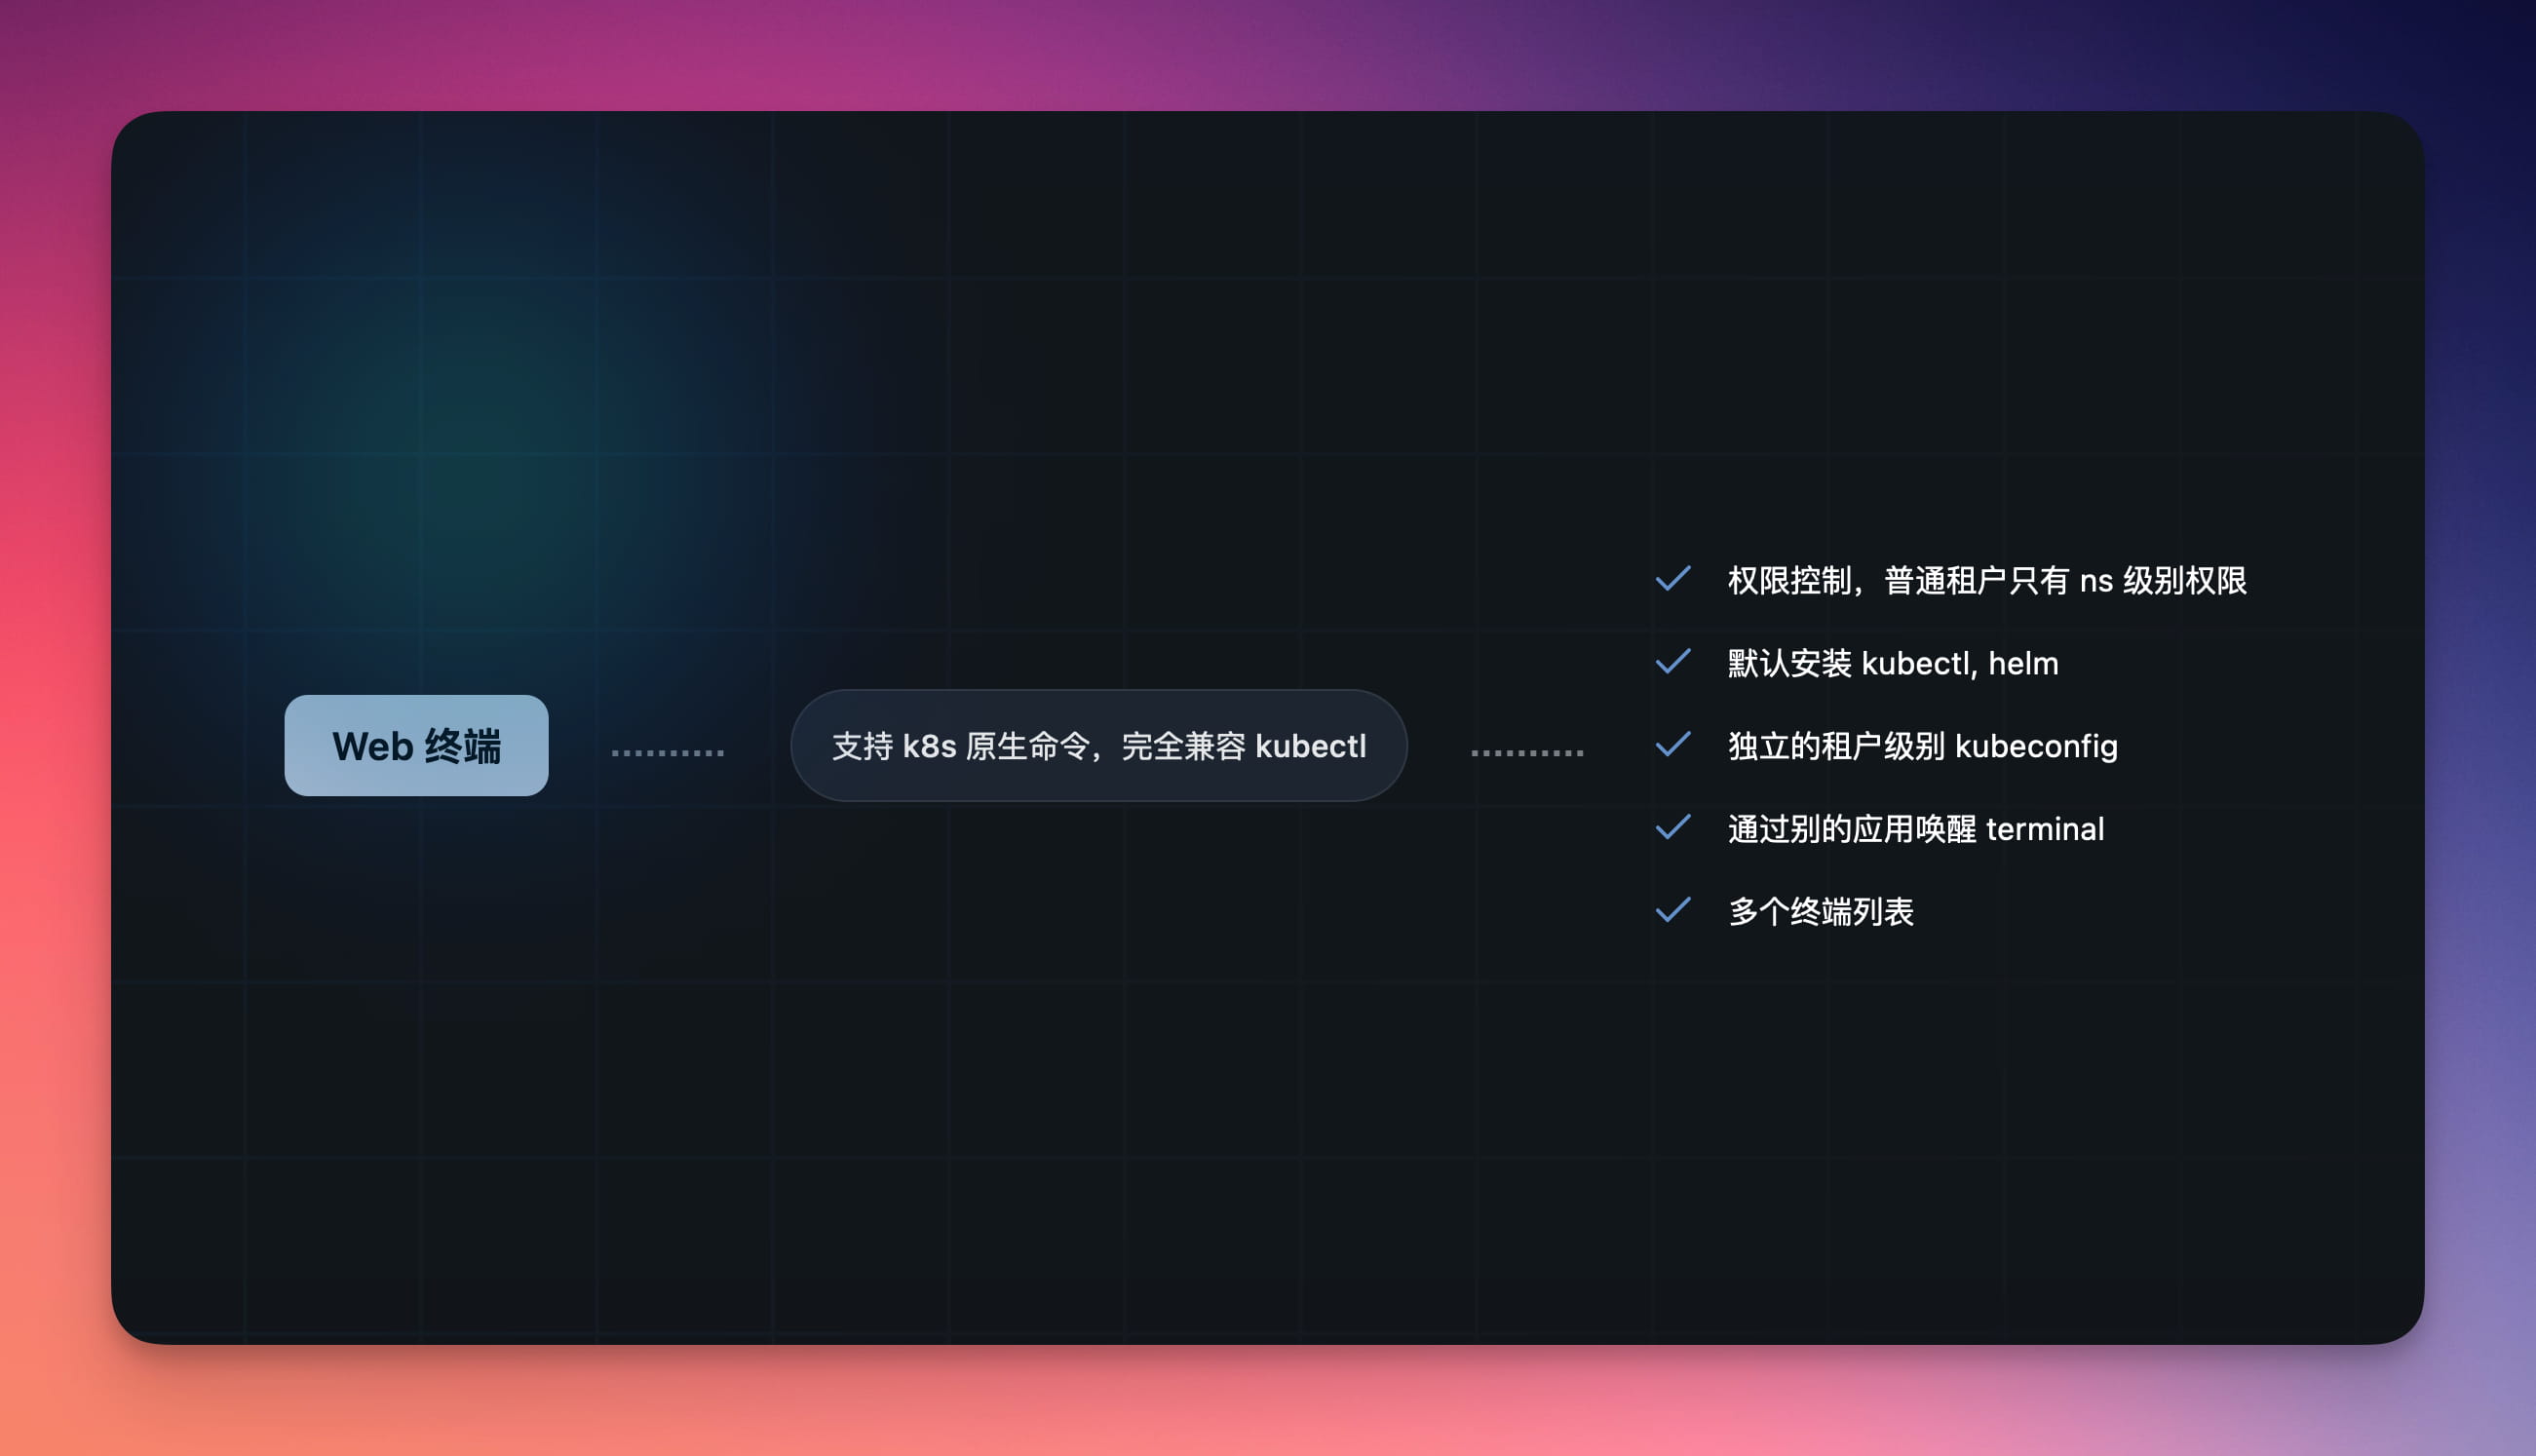 Web 终端
支持 k8s 原生命令，完全兼容 kubectl
权限控制，普通租户只有 ns 级别权限
默认安装 kubectl, helm
独立的租户级别 kubeconfig
通过别的应用唤醒 terminal
多个终端列表